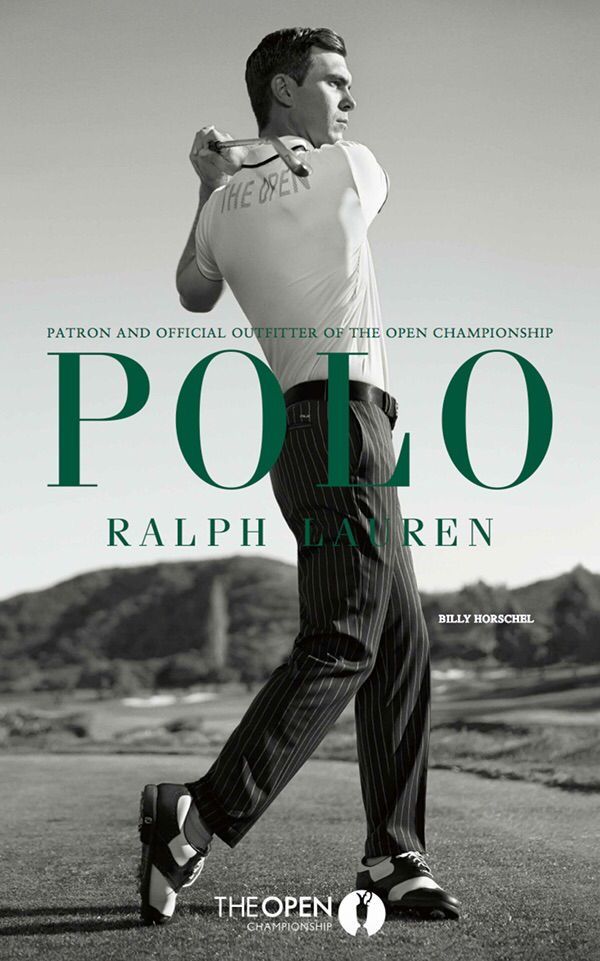 THE OPEN
PATRON AND OFFICIAL OUTFITTER OF THE OPEN CHAMPIONSHIP
POLO
RALPH LAUREN
BILLY HORSCHEL
THE OPEN
CHAMPIONSHIP